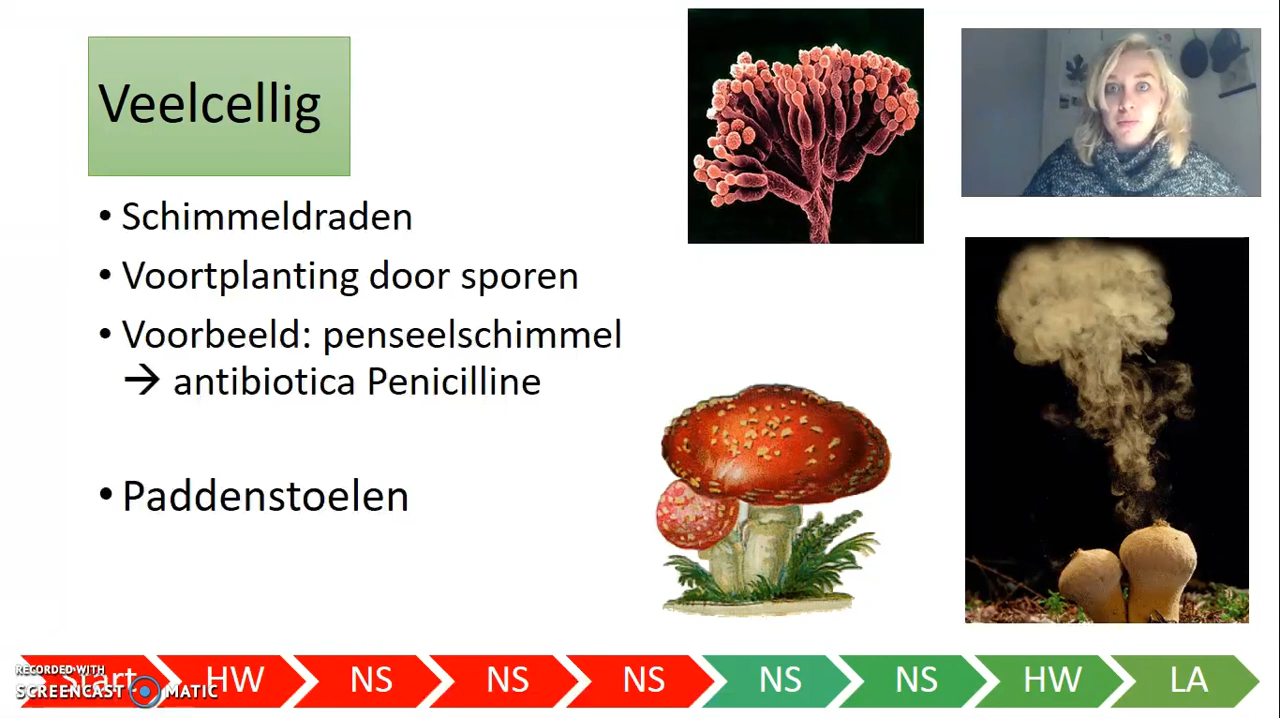 Veelcellig
• Schimmeldraden
• Voortplanting door sporen
• Voorbeeld: penseelschimmel
→ antibiotica Penicilline
• Paddenstoelen
Start HW NS NS NS NS NS HW LA
RECORDED WITH
SCREENCAST MATIC